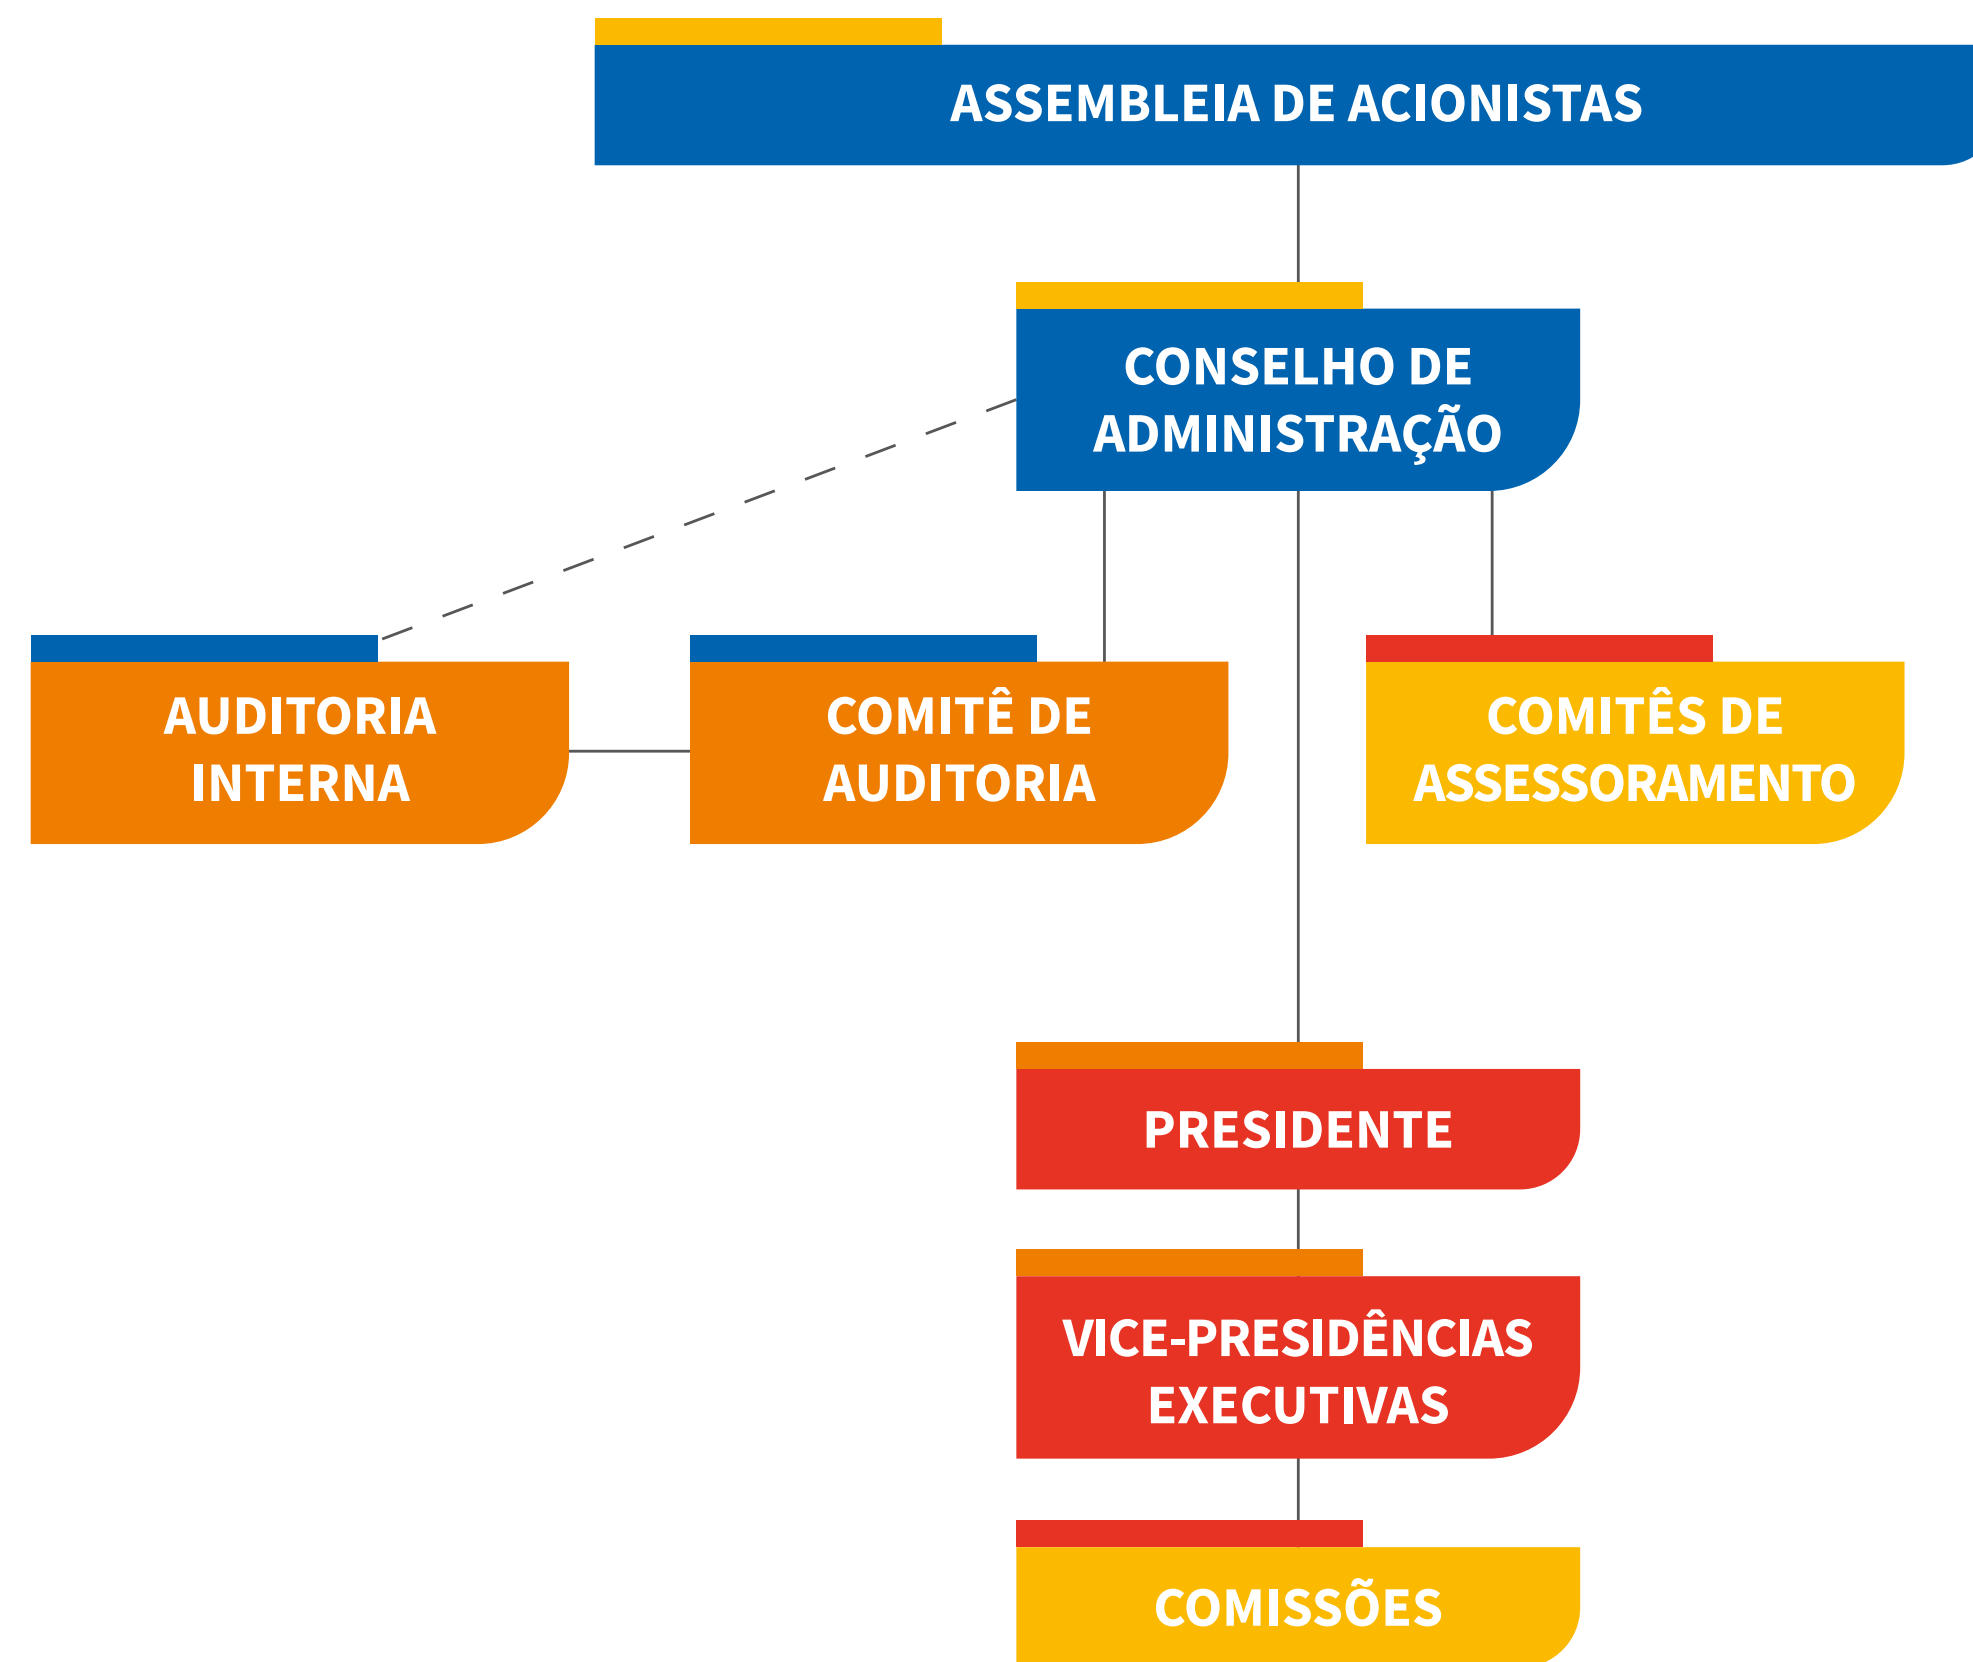 ASSEMBLEIA DE ACIONISTAS
CONSELHO DE
ADMINISTRAÇÃO
AUDITORIA
INTERNA
COMITÊ DE
AUDITORIA
COMITÊS DE
ASSESSORAMENTO
PRESIDENTE
VICE-PRESIDÊNCIAS
EXECUTIVAS
COMISSÕES